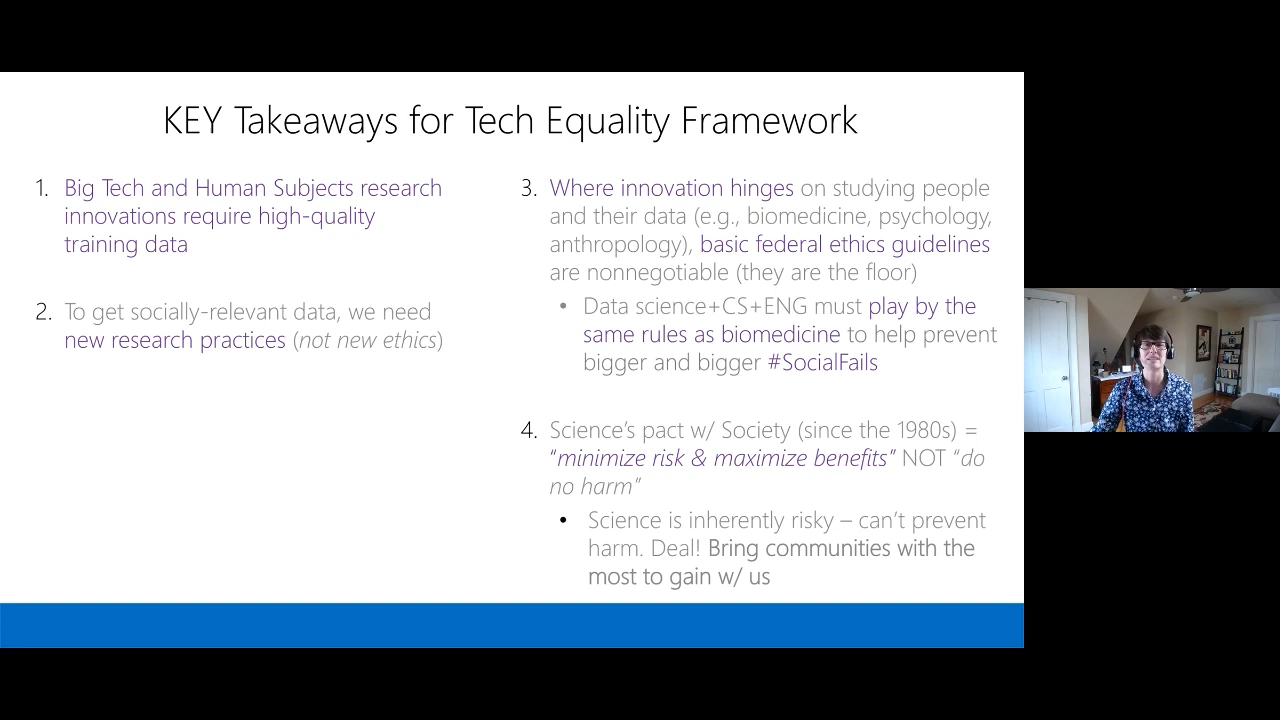 KEY Takeaways for Tech Equality Framework
1. Big Tech and Human Subjects research
innovations require high-quality
training data
2. To get socially-relevant data, we need
new research practices (not new ethics)
3. Where innovation hinges on studying people
and their data (e.g., biomedicine, psychology,
anthropology), basic federal ethics guidelines
are nonnegotiable (they are the floor)
• Data science+CS+ENG must play by the
same rules as biomedicine to help prevent
bigger and bigger #SocialFails
4. Science’s pact w/ Society (since the 1980s) =
“minimize risk & maximize benefits” NOT “do
no harm”
• Science is inherently risky – can’t prevent
harm. Deal! Bring communities with the
most to gain w/ us